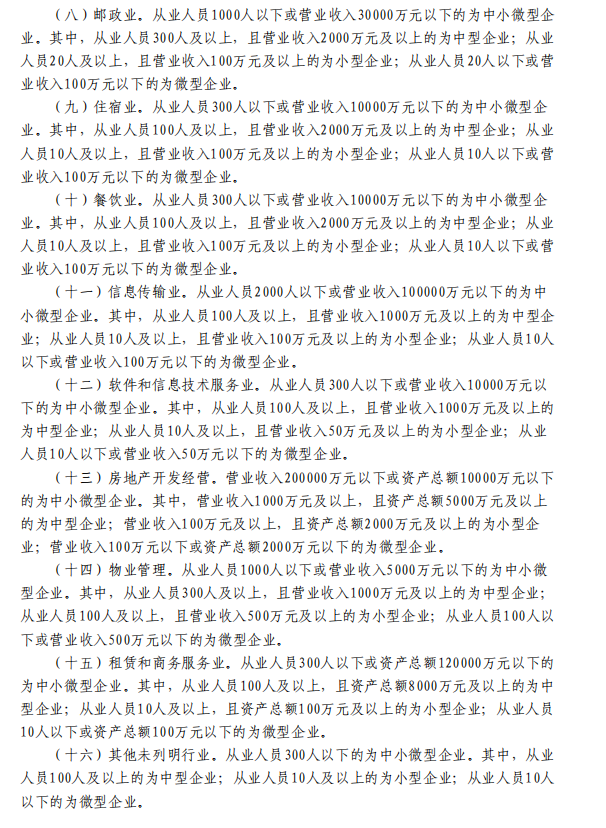 （八）邮政业。从业人员1000人以下或营业收入30000万元以下的为中小微型企
业。其中，从业人员300人及以上，且营业收入2000万元及以上的为中型企业；从业
人员20人及以上，且营业收入100万元及以上的为小型企业；从业人员20人以下或营
业收入100万元以下的为微型企业。
（九）住宿业。从业人员300人以下或营业收入10000万元以下的为中小微型企
业。其中，从业人员100人及以上，且营业收入2000万元及以上的为中型企业；从业
人员10人及以上，且营业收入100万元及以上的为小型企业；从业人员10人以下或营
业收入100万元以下的为微型企业。
（十）餐饮业。从业人员300人以下或营业收入10000万元以下的为中小微型企
业。其中，从业人员100人及以上，且营业收入2000万元及以上的为中型企业；从业
人员10人及以上，且营业收入100万元及以上的为小型企业；从业人员10人以下或营
业收入100万元以下的为微型企业。
（十一）信息传输业。从业人员2000人以下或营业收入100000万元以下的为中
小微型企业。其中，从业人员100人及以上，且营业收入1000万元及以上的为中型企
业；从业人员10人及以上，且营业收入100万元及以上的为小型企业；从业人员10人
以下或营业收入100万元以下的为微型企业。
（十二）软件和信息技术服务业。从业人员300人以下或营业收入10000万元以
下的为中小微型企业。其中，从业人员100人及以上，且营业收入1000万元及以上的
为中型企业；从业人员10人及以上，且营业收入50万元及以上的为小型企业；从业
人员10人以下或营业收入50万元以下的为微型企业。
（十三）房地产开发经营。营业收入200000万元以下或资产总额10000万元以下
的为中小微型企业。其中，营业收入1000万元及以上，且资产总额5000万元及以上
的为中型企业；营业收入100万元及以上，且资产总额2000万元及以上的为小型企
业；营业收入100万元以下或资产总额2000万元以下的为微型企业。
（十四）物业管理。从业人员1000人以下或营业收入5000万元以下的为中小微
型企业。其中，从业人员300人及以上，且营业收入1000万元及以上的为中型企业；
从业人员100人及以上，且营业收入500万元及以上的为小型企业；从业人员100人以
下或营业收入500万元以下的为微型企业。
（十五）租赁和商务服务业。从业人员300人以下或资产总额120000万元以下的
为中小微型企业。其中，从业人员100人及以上，且资产总额8000万元及以上的为中
型企业；从业人员10人及以上，且资产总额100万元及以上的为小型企业；从业人员
10人以下或资产总额100万元以下的为微型企业。
（十六）其他未列明行业。从业人员300人以下的为中小微型企业。其中，从业
人员100人及以上的为中型企业；从业人员10人及以上的为小型企业；从业人员10人
以下的为微型企业。